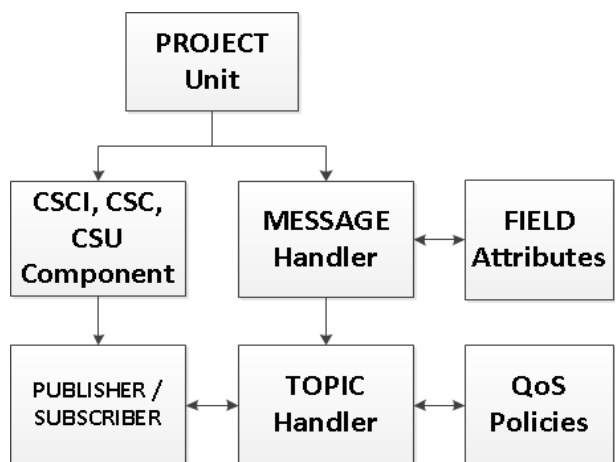 PROJECT
Unit
CSCI, CSC,
CSU
Component
MESSAGE
Handler
FIELD
Attributes
PUBLISHER /
SUBSCRIBER
TOPIC
Handler
QoS
Policies